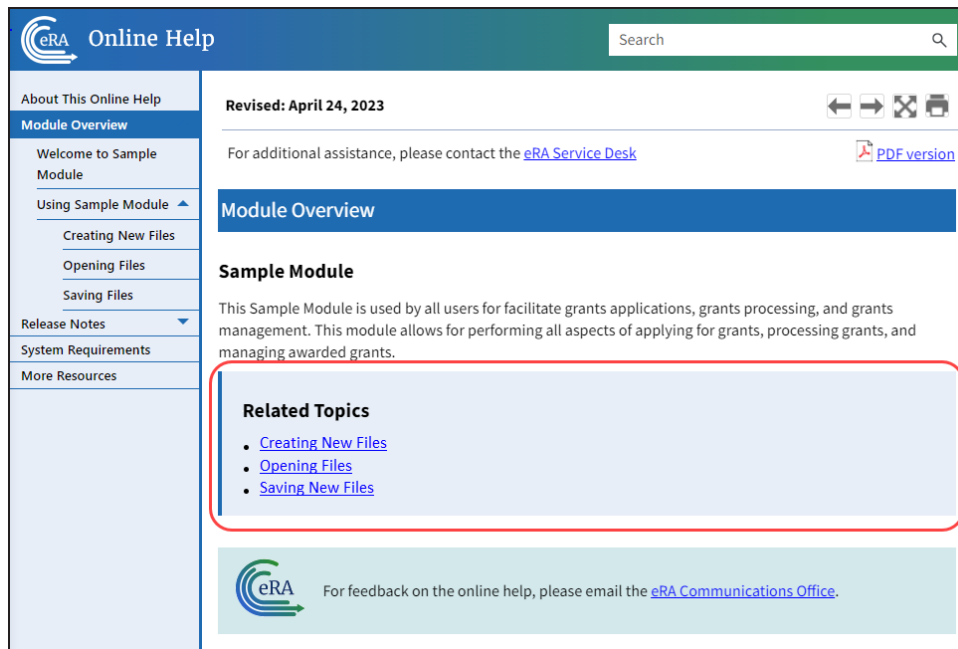 eRA Online Help
Search
About This Online Help
Module Overview
Welcome to Sample
Module
Using Sample Module
Creating New Files
Opening Files
Saving Files
Release Notes
System Requirements
More Resources
Revised: April 24, 2023
For additional assistance, please contact the eRA Service Desk
PDF version
Module Overview
Sample Module
This Sample Module is used by all users for facilitate grants applications, grants processing, and grants
management. This module allows for performing all aspects of applying for grants, processing grants, and
managing awarded grants.
Related Topics
Creating New Files
Opening Files
Saving New Files
eRA
For feedback on the online help, please email the eRA Communications Office.